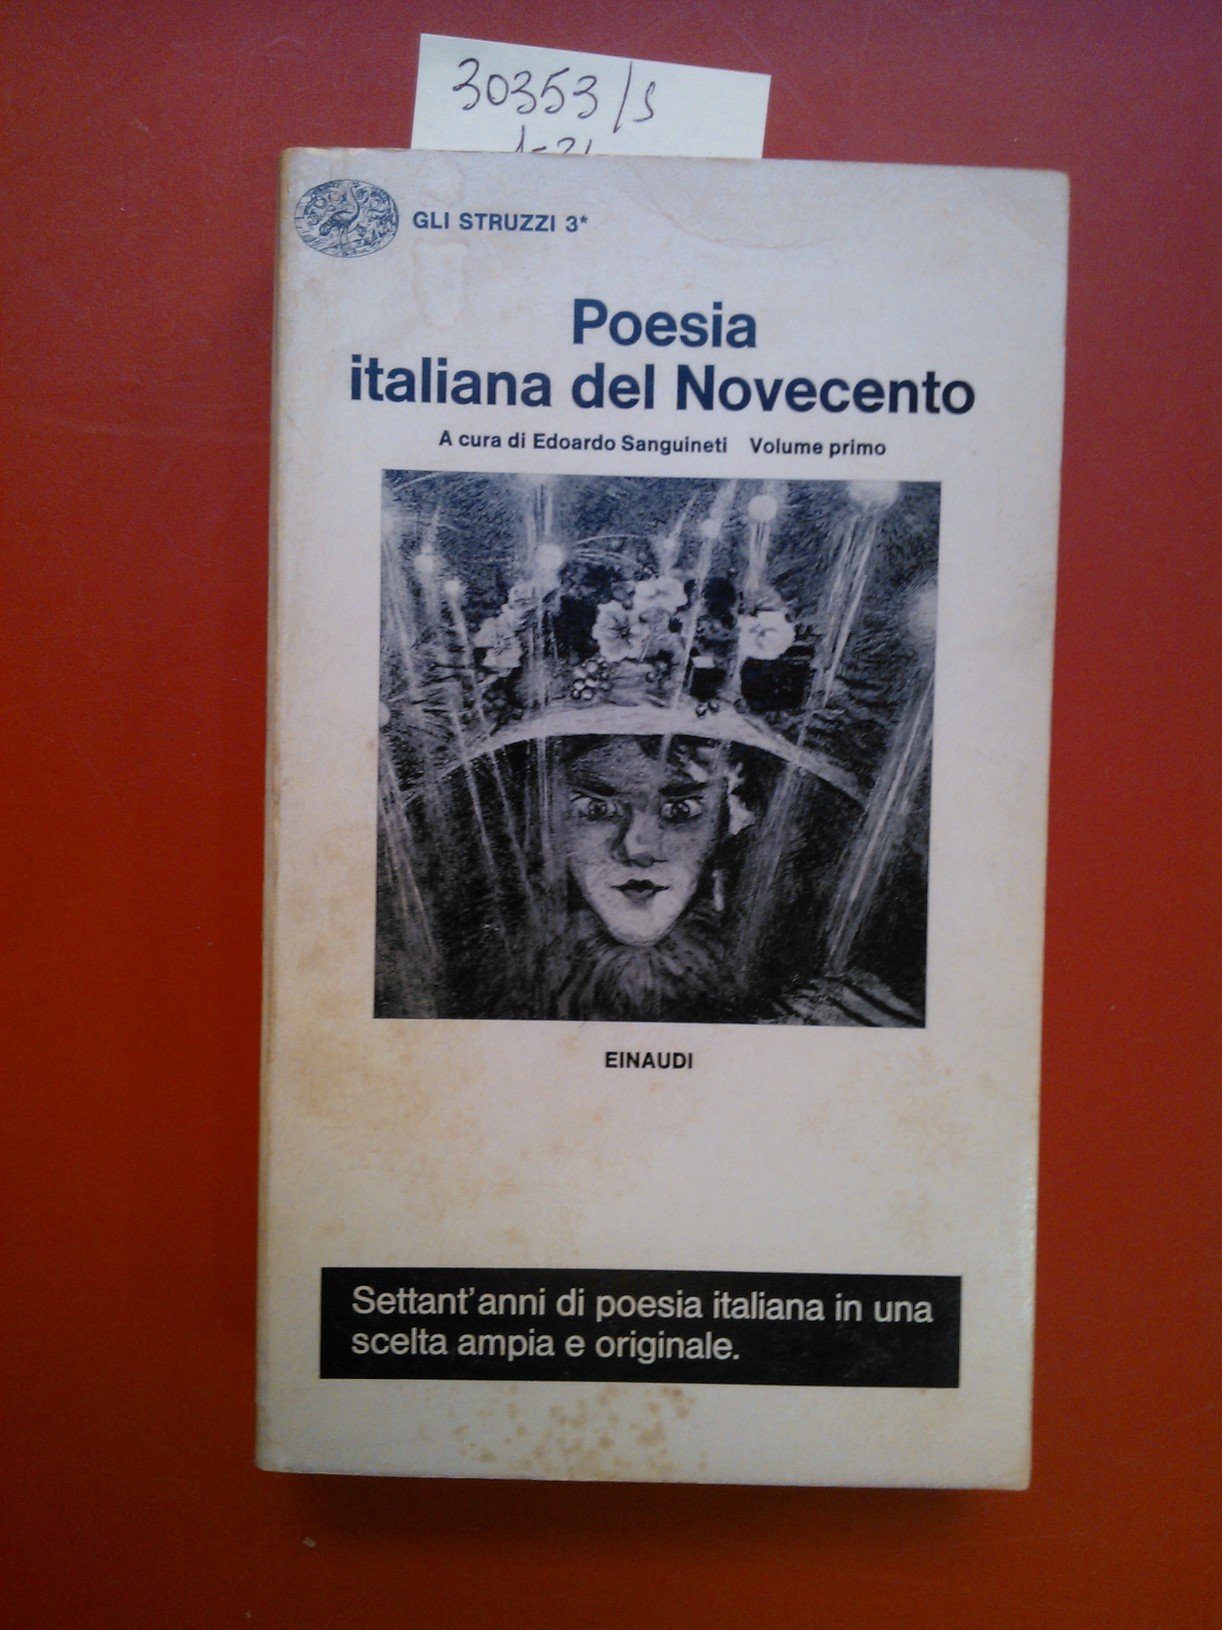 30353/s
GLI STRUZZI 3*
Poesia
italiana del Novecento
A cura di Edoardo Sanguineti Volume primo
EINAUDI
Settant'anni di poesia italiana in una
scelta ampia e originale.